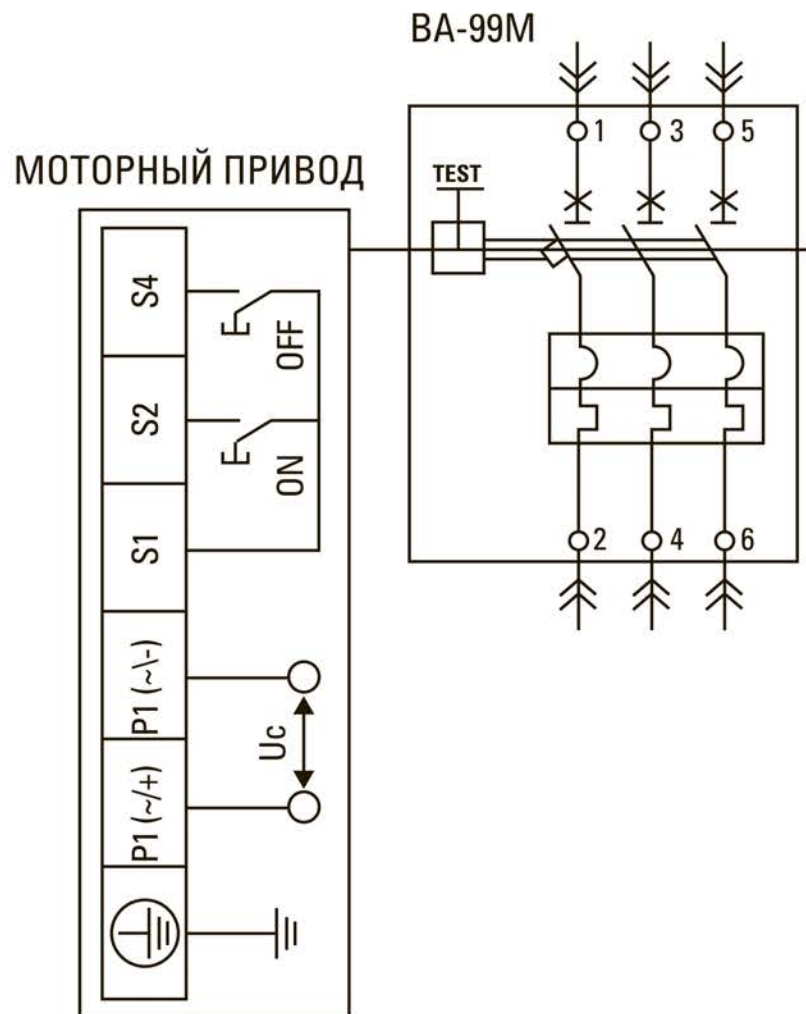 ВА-99М
1 3 5
МОТОРНЫЙ ПРИВОД
TEST
S4
OFF
S2
ON
S1
2 4 6
P1 (~\-)
Uc
P1 (~/+)